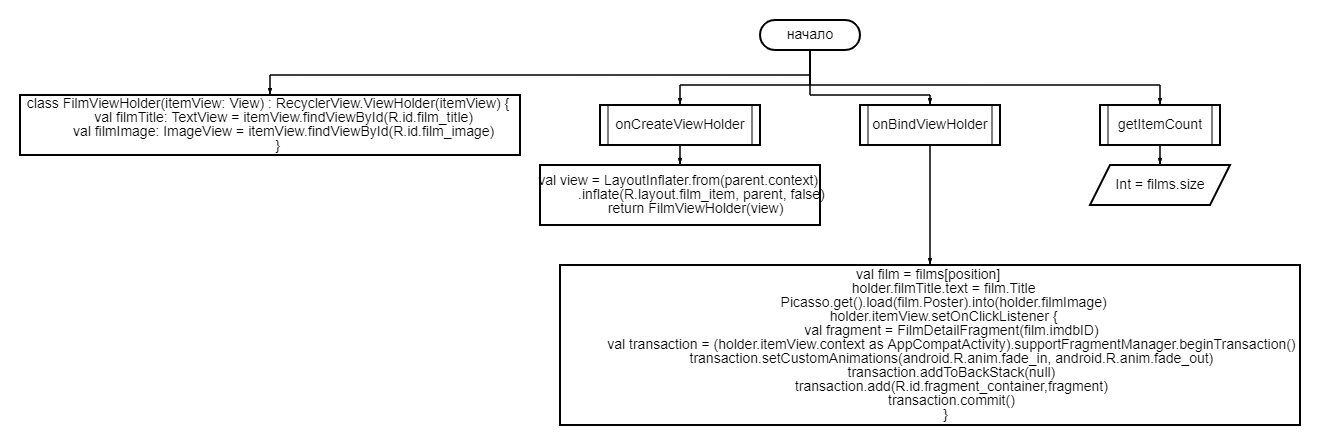 начало
class FilmViewHolder(itemView: View) : RecyclerView.ViewHolder(itemView) {
val filmTitle: TextView = itemView.findViewById(R.id.film_title)
val filmImage: ImageView = itemView.findViewById(R.id.film_image)
}
onCreateViewHolder
val view = LayoutInflater.from(parent.context)
.inflate(R.layout.film_item, parent, false)
return FilmViewHolder(view)
onBindViewHolder
val film = films[position]
holder.filmTitle.text = film.Title
Picasso.get().load(film.Poster).into(holder.filmImage)
holder.itemView.setOnClickListener {
val fragment = FilmDetailFragment(film.imdbID)
val transaction = (holder.itemView.context as AppCompatActivity).supportFragmentManager.beginTransaction()
transaction.setCustomAnimations(android.R.anim.fade_in, android.R.anim.fade_out)
transaction.addToBackStack(null)
transaction.add(R.id.fragment_container,fragment)
transaction.commit()
}
getItemCount
Int = films.size